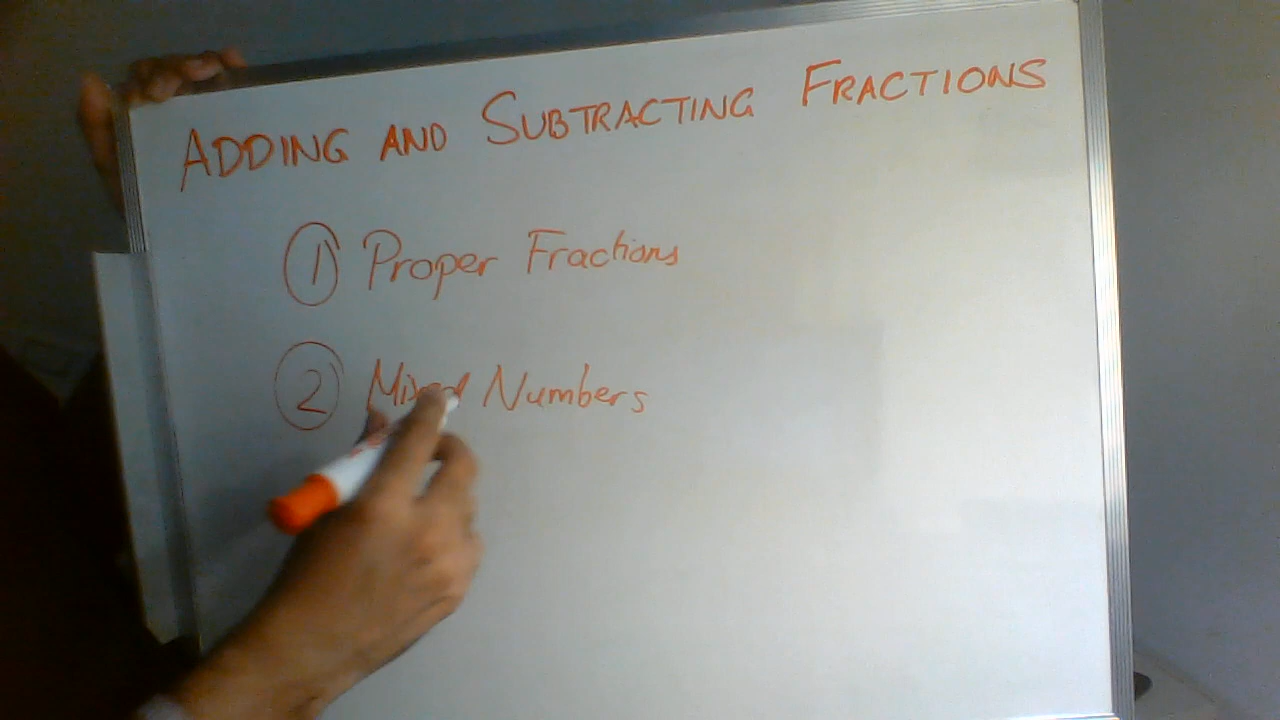 ADDING AND SUBTRACTING FRACTIONS
① Proper Fractions
② Mixed Numbers